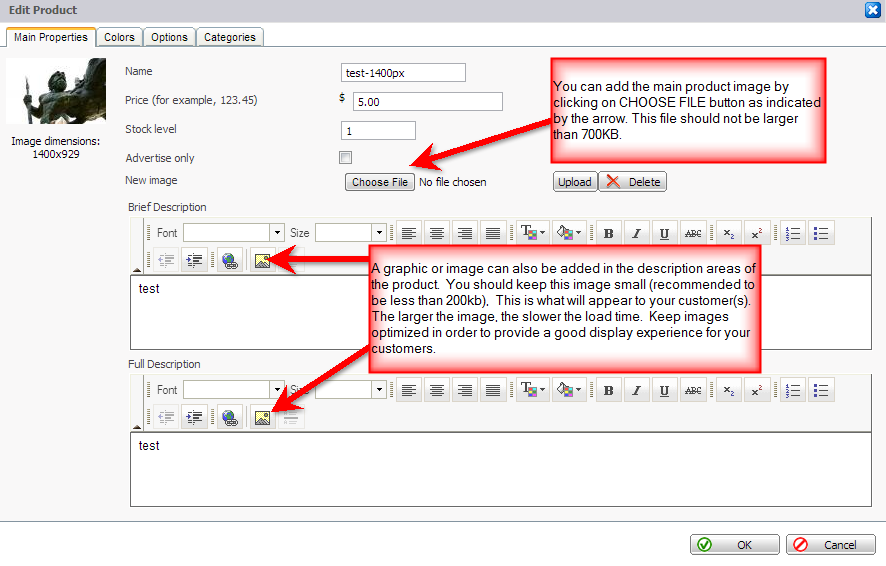 Edit Product
Main Properties Colors Options Categories
Name test-1400px
Price (for example, 123.45) $ 5.00
Stock level 1
Advertise only
New image Choose File No file chosen Upload Delete
Image dimensions:
1400x929
You can add the main product image by
clicking on CHOOSE FILE button as indicated
by the arrow. This file should not be larger
than 700KB.
Brief Description
Font Size B I U ABC x2 x2
test
A graphic or image can also be added in the description areas of
the product. You should keep this image small (recommended to
be less than 200kb), This is what will appear to your customer(s).
The larger the image, the slower the load time. Keep images
optimized in order to provide a good display experience for your
customers.
Full Description
Font B I U ABC x2 x2
test
OK Cancel